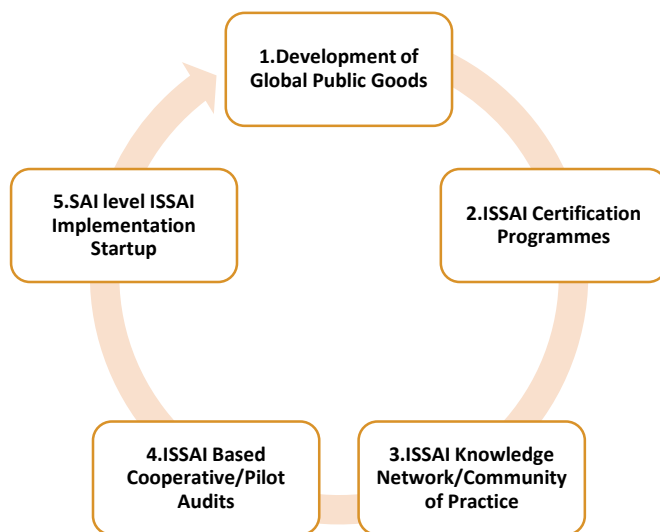 1.Development of
Global Public Goods
2.ISSAI Certification
Programmes
3.ISSAI Knowledge
Network/Community
of Practice
4.ISSAI Based
Cooperative/Pilot
Audits
5.SAI level ISSAI
Implementation
Startup